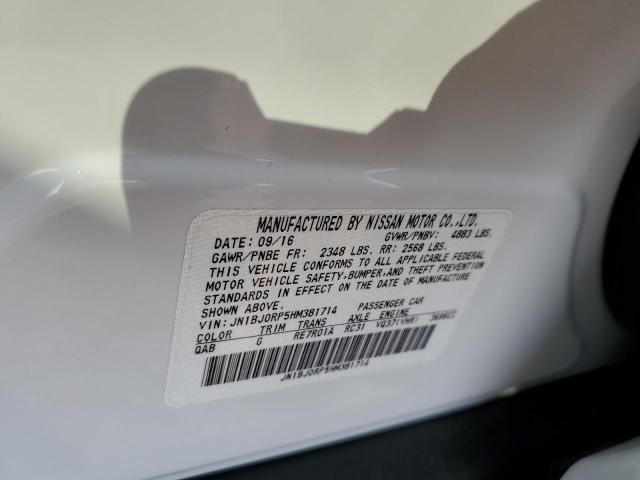 MANUFACTURED BY NISSAN MOTOR CO.,LTD.
DATE: 09/16 GVWR/PNBV: 4883 LBS.
GAWR/PNBE FR: 2348 LBS. RR: 2568 LBS.
THIS VEHICLE CONFORMS TO ALL APPLICABLE FEDERAL
MOTOR VEHICLE SAFETY, BUMPER, AND THEFT PREVENTION
STANDARDS IN EFFECT ON THE DATE OF MANUFACTURE
SHOWN ABOVE.
VIN: JN1BJ0RP5HM381714 PASSENGER CAR
COLOR TRIM TRANS AXLE ENGINE
QAB G RE7R01A RC31 VQ37(VHR) 3696CC
JN1BJ0RP5HM381714